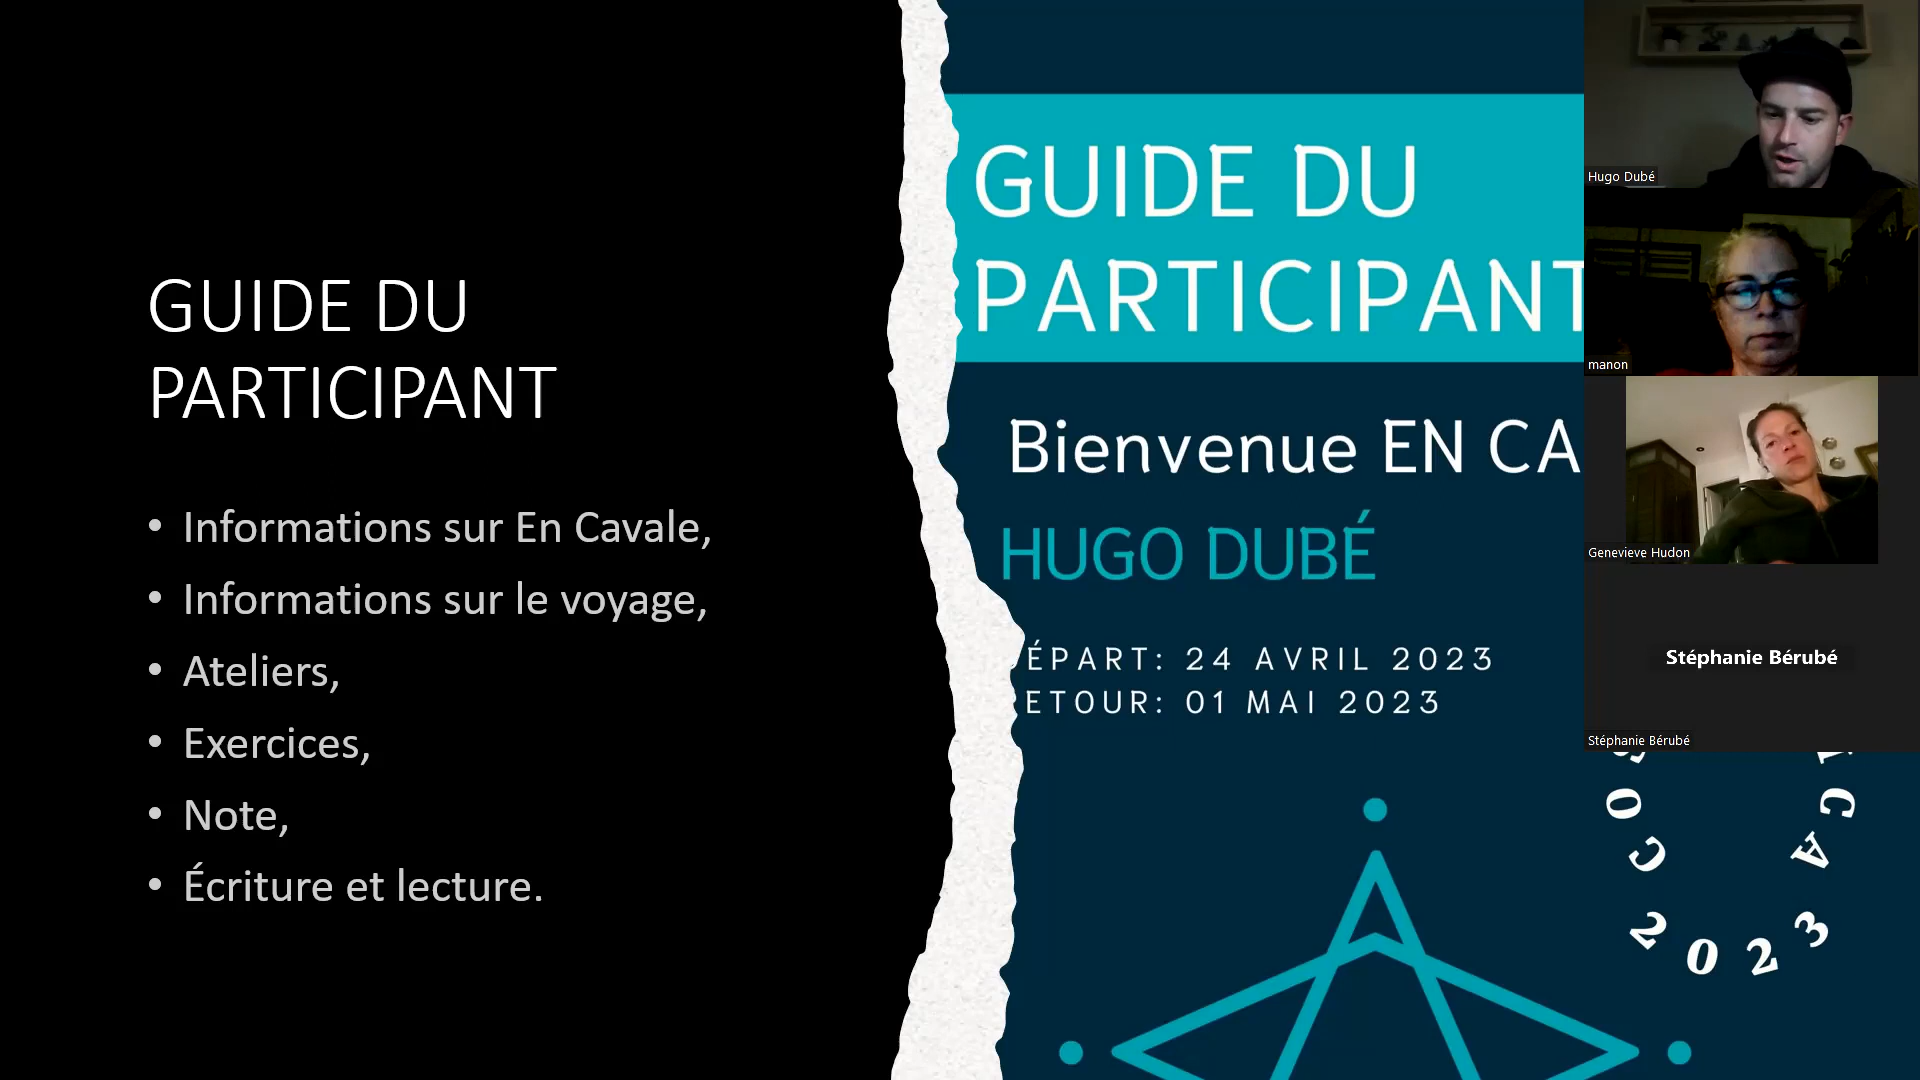 GUIDE DU
PARTICIPANT
• Informations sur En Cavale,
• Informations sur le voyage,
• Ateliers,
• Exercices,
• Note,
• Écriture et lecture.
GUIDE DU
PARTICIPANT
Bienvenue EN CA
HUGO DUBÉ
ÉPART: 24 AVRIL 2023
ETOUR: 01 MAI 2023
2023
Hugo Dubé
manon
Genevieve Hudon
Stéphanie Bérubé
Stéphanie Bérubé